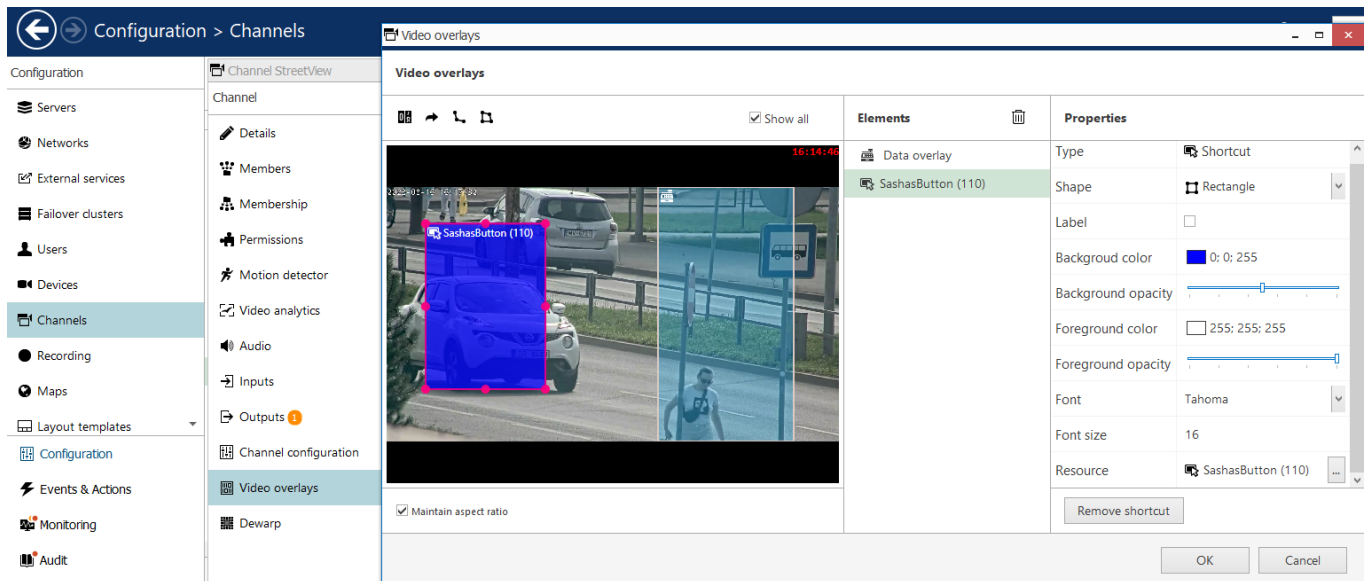 Configuration > Channels
Configuration
Servers
Networks
External services
Failover clusters
Users
Devices
Channels
Recording
Maps
Layout templates
Configuration
Events & Actions
Monitoring
Audit
Channel StreetView
Channel
Details
Members
Membership
Permissions
Motion detector
Video analytics
Audio
Inputs
Outputs 1
Channel configuration
Video overlays
Dewarp
Video overlays
Video overlays
Show all
16:14:46
SashasButton (110)
Maintain aspect ratio
Elements
Data overlay
SashasButton (110)
Properties
Type Shortcut
Shape Rectangle
Label
Backgroud color 0; 0; 255
Background opacity
Foreground color 255; 255; 255
Foreground opacity
Font Tahoma
Font size 16
Resource SashasButton (110) ...
Remove shortcut
OK Cancel